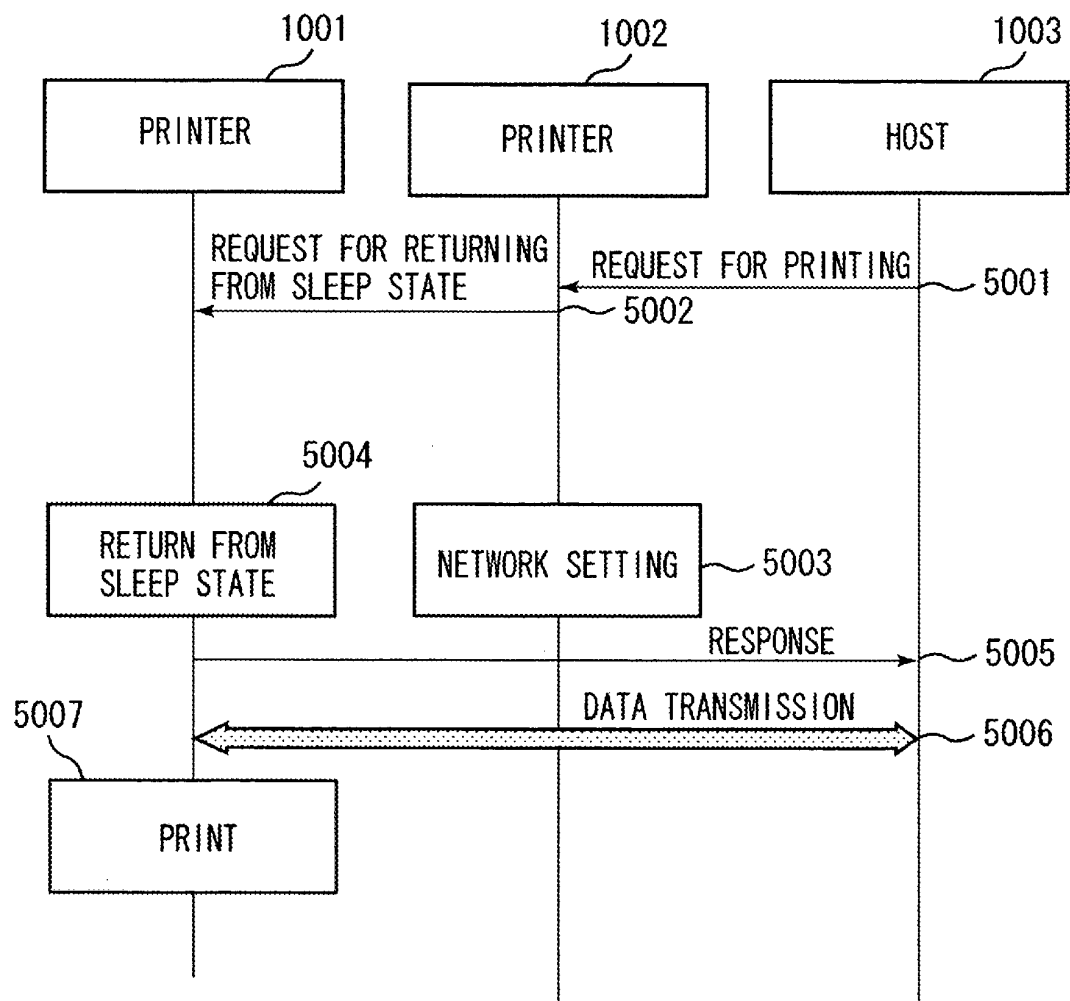 1001
1002
1003
PRINTER
PRINTER
HOST
REQUEST FOR RETURNING
FROM SLEEP STATE
REQUEST FOR PRINTING
5001
5002
5004
RETURN FROM
SLEEP STATE
NETWORK SETTING
5003
RESPONSE
5005
5007
DATA TRANSMISSION
5006
PRINT